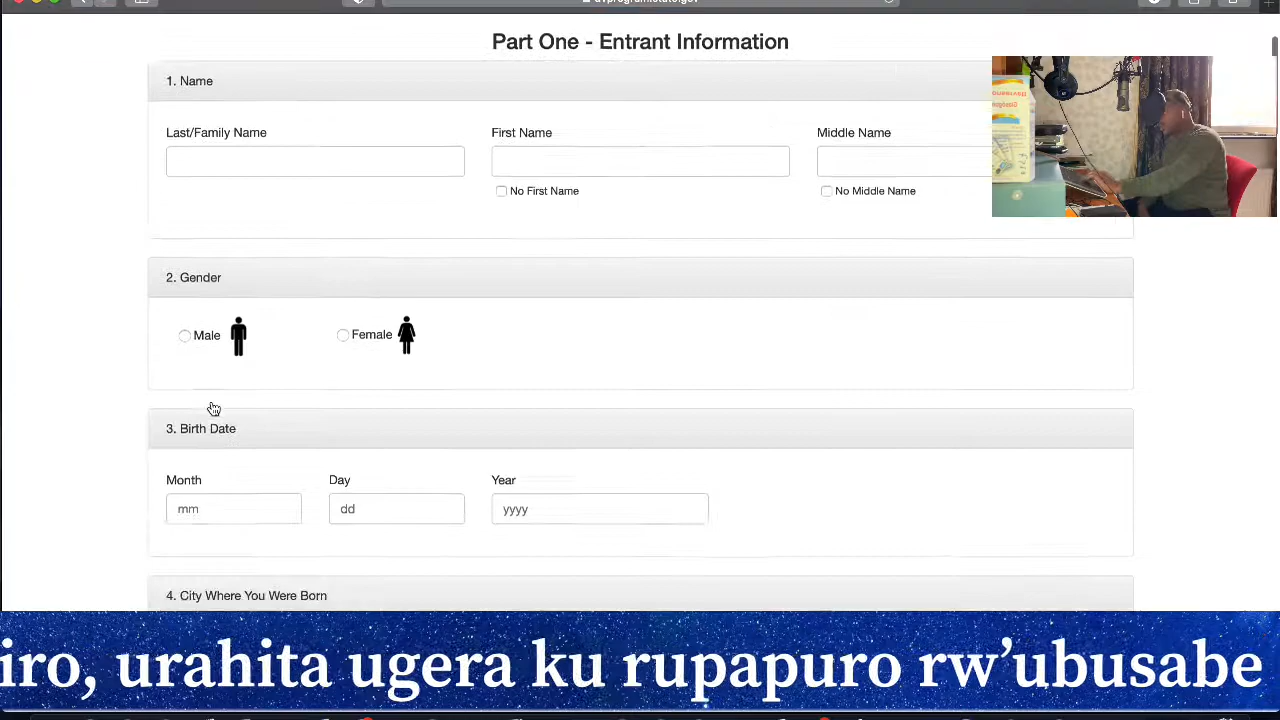 Part One - Entrant Information
1. Name
Last/Family Name
First Name
Middle Name
No First Name
No Middle Name
2. Gender
Male
Female
3. Birth Date
Month
Day
Year
mm
dd
yyyy
4. City Where You Were Born
iro, urahita ugera ku rupapuro rw’ubusabe